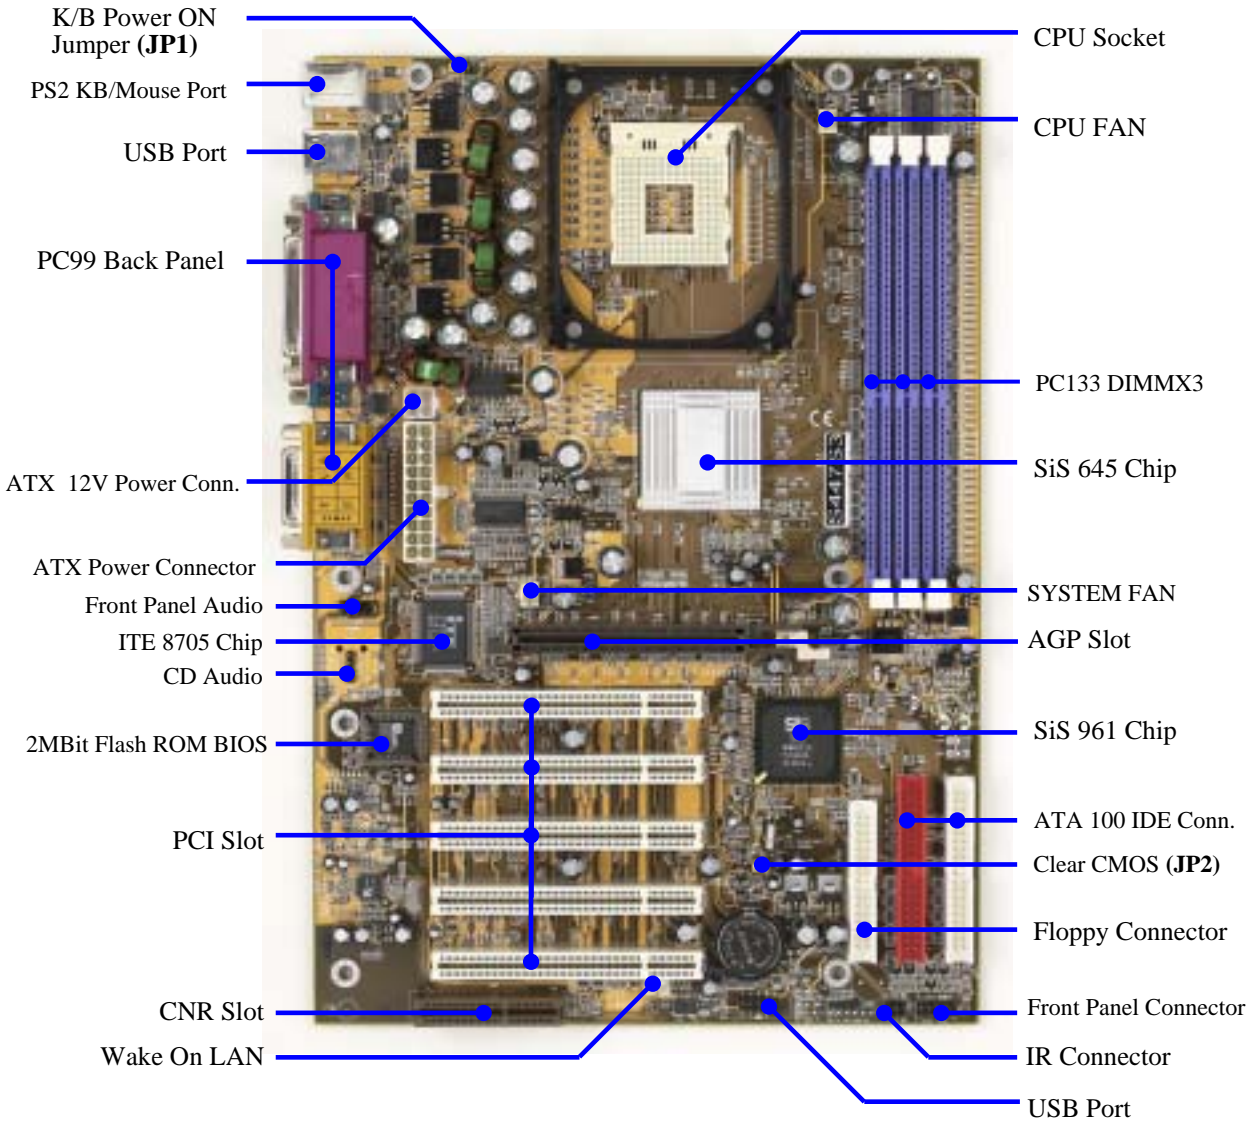 K/B Power ON
Jumper (JP1)
PS2 KB/Mouse Port
USB Port
PC99 Back Panel
ATX 12V Power Conn.
ATX Power Connector
Front Panel Audio
ITE 8705 Chip
CD Audio
2MBit Flash ROM BIOS
PCI Slot
CNR Slot
Wake On LAN
CPU Socket
CPU FAN
PC133 DIMMX3
SiS 645 Chip
SYSTEM FAN
AGP Slot
SiS 961 Chip
ATA 100 IDE Conn.
Clear CMOS (JP2)
Floppy Connector
Front Panel Connector
IR Connector
USB Port
CE